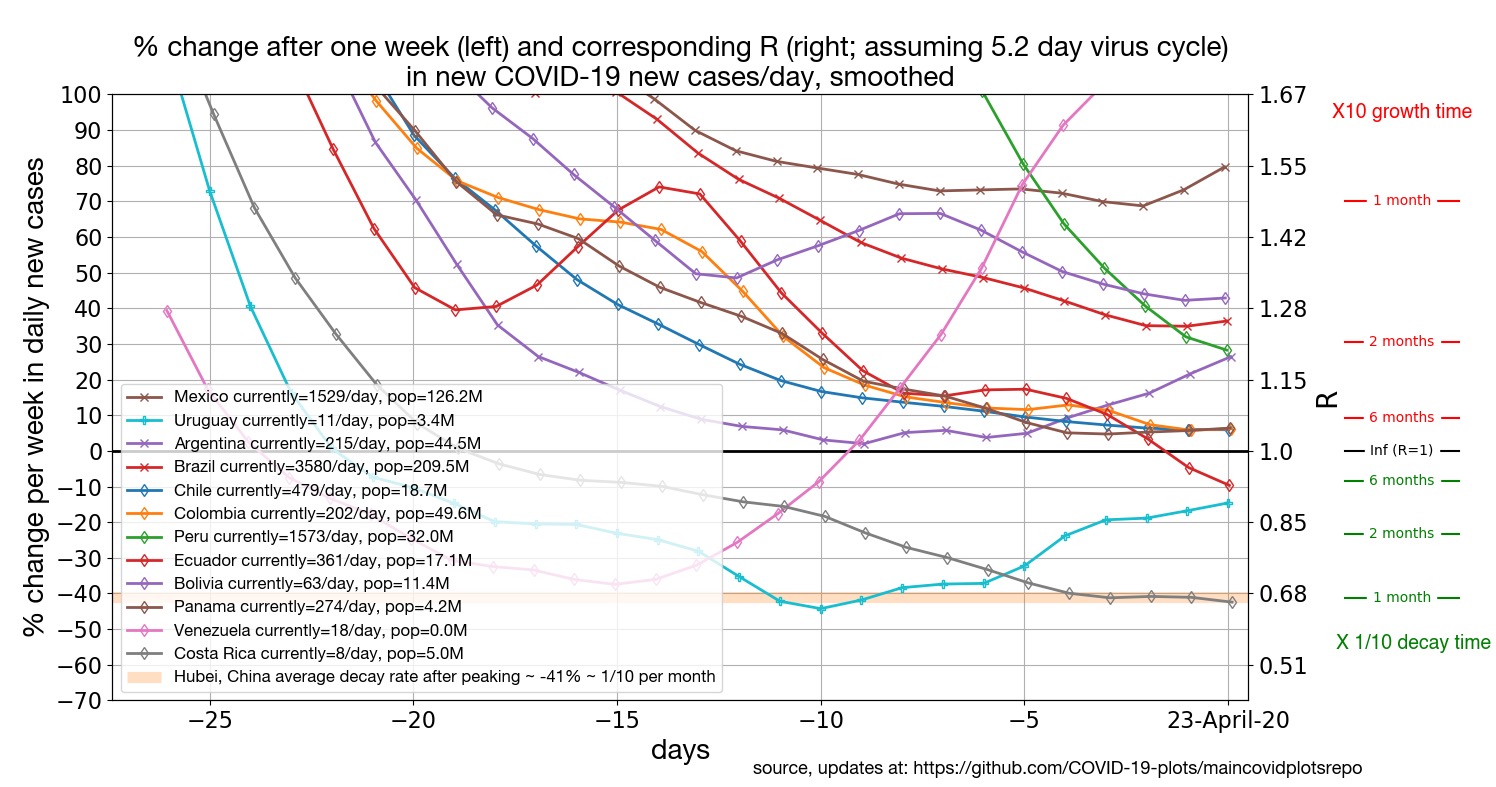 % change after one week (left) and corresponding R (right; assuming 5.2 day virus cycle)
in new COVID-19 new cases/day, smoothed
% change per week in daily new cases
100
90
80
70
60
50
40
30
20
10
0
−10
−20
−30
−40
−50
−60
−70
Mexico currently=1529/day, pop=126.2M
Uruguay currently=11/day, pop=3.4M
Argentina currently=215/day, pop=44.5M
Brazil currently=3580/day, pop=209.5M
Chile currently=479/day, pop=18.7M
Colombia currently=202/day, pop=49.6M
Peru currently=1573/day, pop=32.0M
Ecuador currently=361/day, pop=17.1M
Bolivia currently=63/day, pop=11.4M
Panama currently=274/day, pop=4.2M
Venezuela currently=18/day, pop=0.0M
Costa Rica currently=8/day, pop=5.0M
Hubei, China average decay rate after peaking ~ -41% ~ 1/10 per month
−25
−20
−15
−10
−5
23-April-20
days
1.67
1.55
1.42
1.28
1.15
1.0
0.85
0.68
0.51
R
X10 growth time
1 month
2 months
6 months
Inf (R=1)
6 months
2 months
1 month
X 1/10 decay time
source, updates at: https://github.com/COVID-19-plots/maincovidplotsrepo